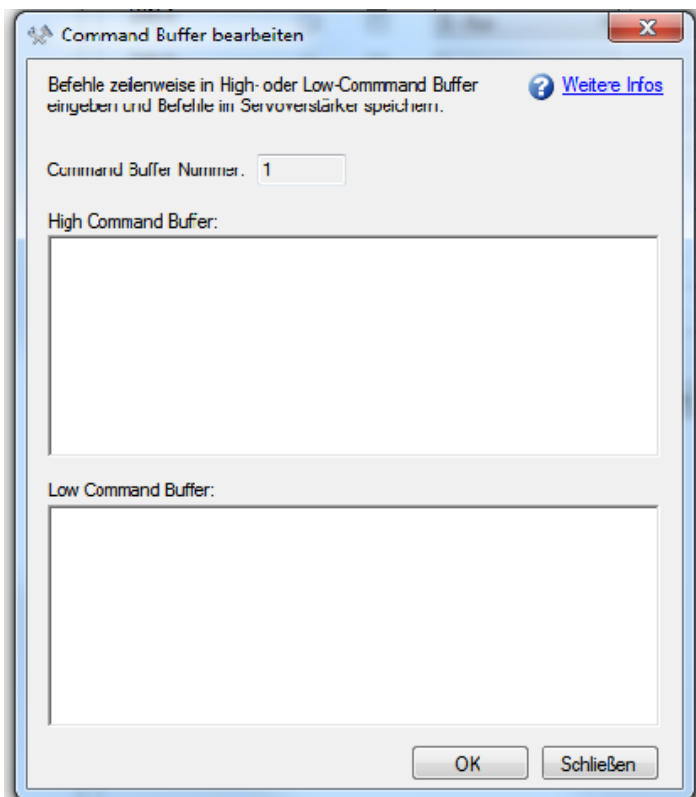 Command Buffer bearbeiten
Befehle zeilenweise in High- oder Low-Commmand Buffer
eingeben und Befehle im Servoverstärker speichern.
Weitere Infos
Command Buffer Nummer: 1
High Command Buffer:
Low Command Buffer:
OK
Schließen